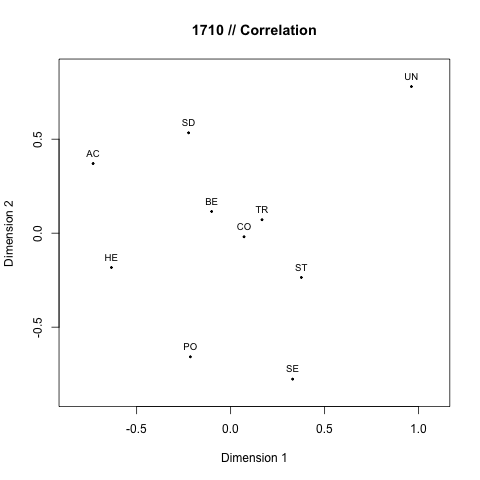 1710 // Correlation
UN
SD
AC
BE
TR
CO
HE
ST
PO
SE
0.5
0.0
-0.5
Dimension 2
-0.5 0.0 0.5 1.0
Dimension 1